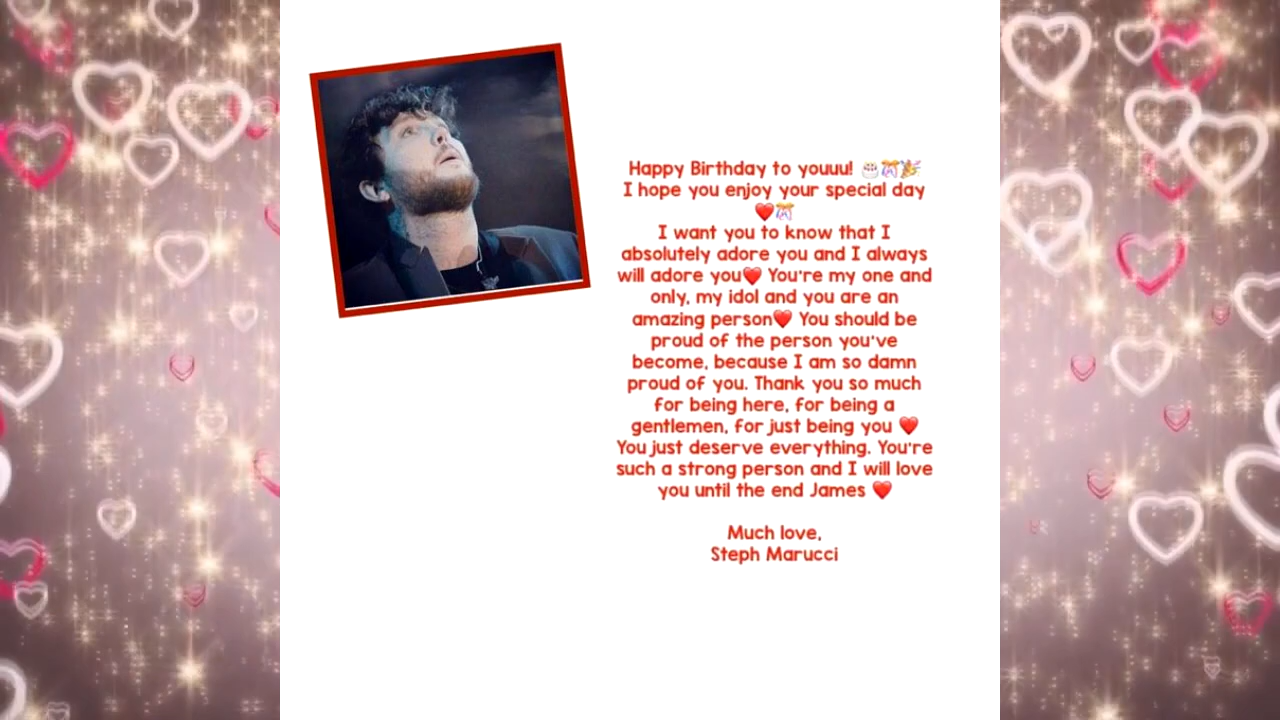 Happy Birthday to youuu! 🎂🎊🎉
I hope you enjoy your special day
❤️🎊
I want you to know that I
absolutely adore you and I always
will adore you❤️ You're my one and
only, my idol and you are an
amazing person❤️ You should be
proud of the person you've
become, because I am so damn
proud of you. Thank you so much
for being here, for being a
gentlemen, for just being you ❤️
You just deserve everything. You're
such a strong person and I will love
you until the end James ❤️
Much love,
Steph Marucci